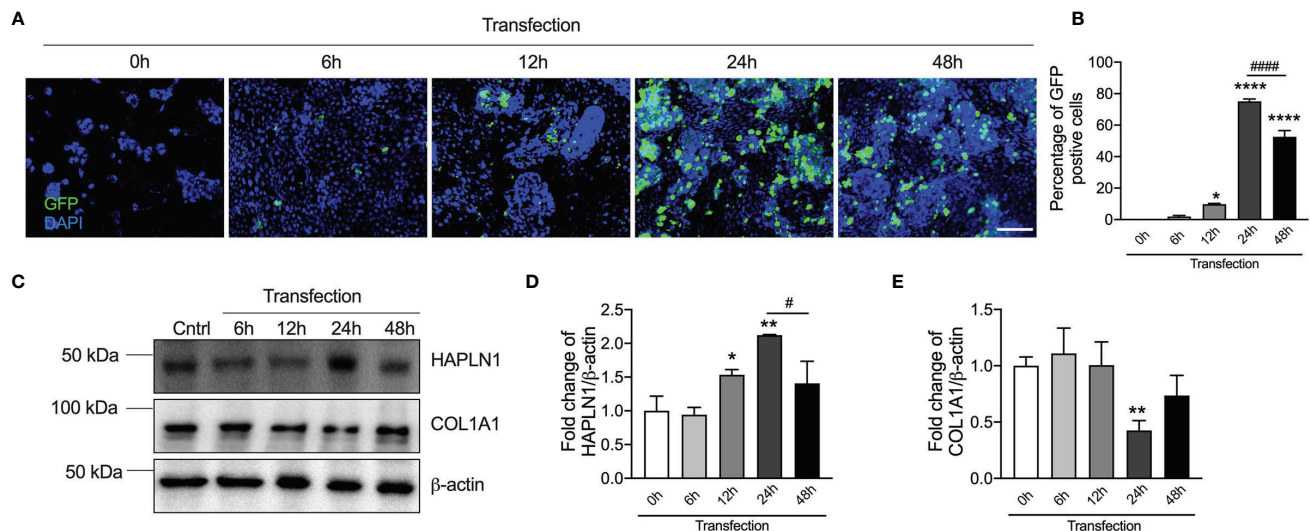 A
Transfection
0h 6h 12h 24h 48h
GFP
DAPI
B
Percentage of GFP
postive cells
100
80
60
40
20
0
*
****
####
****
0h 6h 12h 24h 48h
Transfection
C
Transfection
Cntrl 6h 12h 24h 48h
50 kDa
HAPLN1
100 kDa
COL1A1
50 kDa
β-actin
D
Fold change of
HAPLN1/β-actin
2.5
2.0
1.5
1.0
0.5
0.0
*
**
#
0h 6h 12h 24h 48h
Transfection
E
Fold change of
COL1A1/β-actin
1.5
1.0
0.5
0.0
**
0h 6h 12h 24h 48h
Transfection